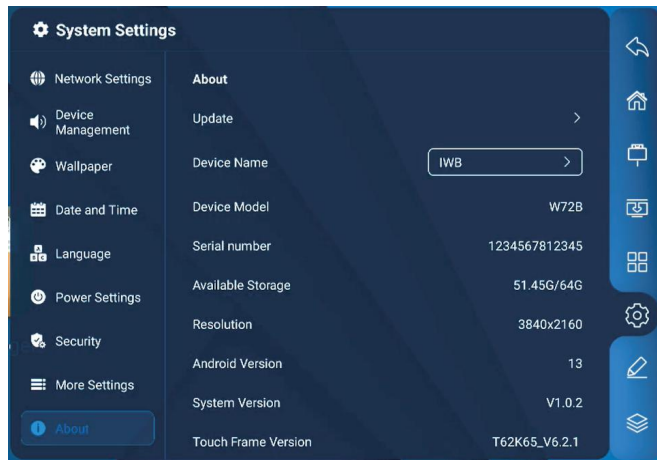 System Settings
Network Settings
Device
Management
Wallpaper
Date and Time
Language
Power Settings
Security
More Settings
About
About
Update
Device Name IWB
Device Model W72B
Serial number 1234567812345
Available Storage 51.45G/64G
Resolution 3840x2160
Android Version 13
System Version V1.0.2
Touch Frame Version T62K65_V6.2.1